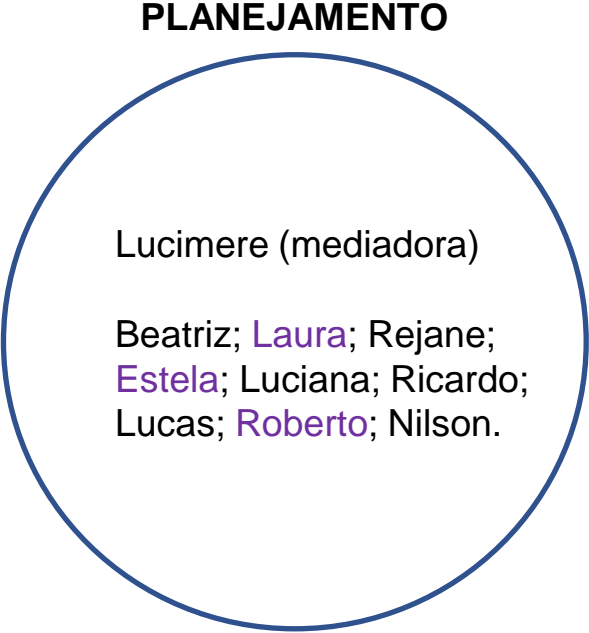 PLANEJAMENTO
Lucimere (mediadora)
Beatriz; Laura; Rejane;
Estela; Luciana; Ricardo;
Lucas; Roberto; Nilson.